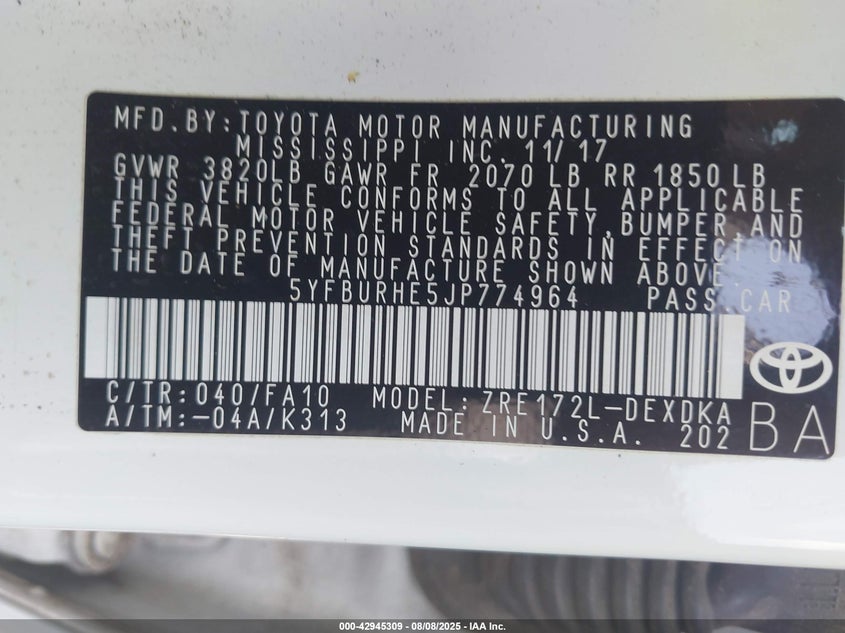 MFD.BY:TOYOTA MOTOR MANUFACTURING
MISSISSIPPI INC. 11/17
GVWR 3820LB GAWR FR 2070 LB RR 1850LB
THIS VEHICLE CONFORMS TO ALL APPLICABLE
FEDERAL MOTOR VEHICLE SAFETY,BUMPER AND
THEFT PREVENTION STANDARDS IN EFFECT ON
THE DATE OF MANUFACTURE SHOWN ABOVE.
5YFBURHE5JP774964 PASS.CAR
C/TR:040/FA10 MODEL:ZRE172L-DEXDKA
A/TM:-04A/K313 MADE IN U.S.A. 202
BA
000-42945309 - 08/08/2025 - IAA Inc.